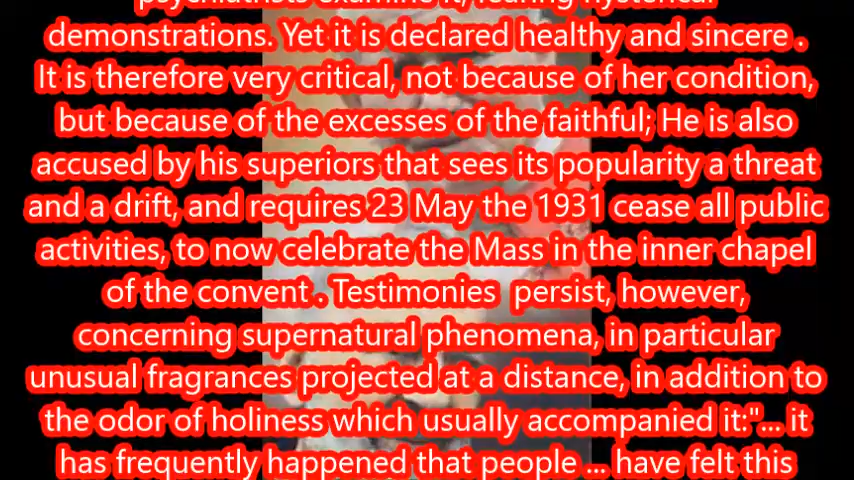 psychiatrists examine it, fearing hysterical
demonstrations. Yet it is declared healthy and sincere .
It is therefore very critical, not because of her condition,
but because of the excesses of the faithful; He is also
accused by his superiors that sees its popularity a threat
and a drift, and requires 23 May the 1931 cease all public
activities, to now celebrate the Mass in the inner chapel
of the convent . Testimonies  persist, however,
concerning supernatural phenomena, in particular
unusual fragrances projected at a distance, in addition to
the odor of holiness which usually accompanied it:"... it
has frequently happened that people ... have felt this